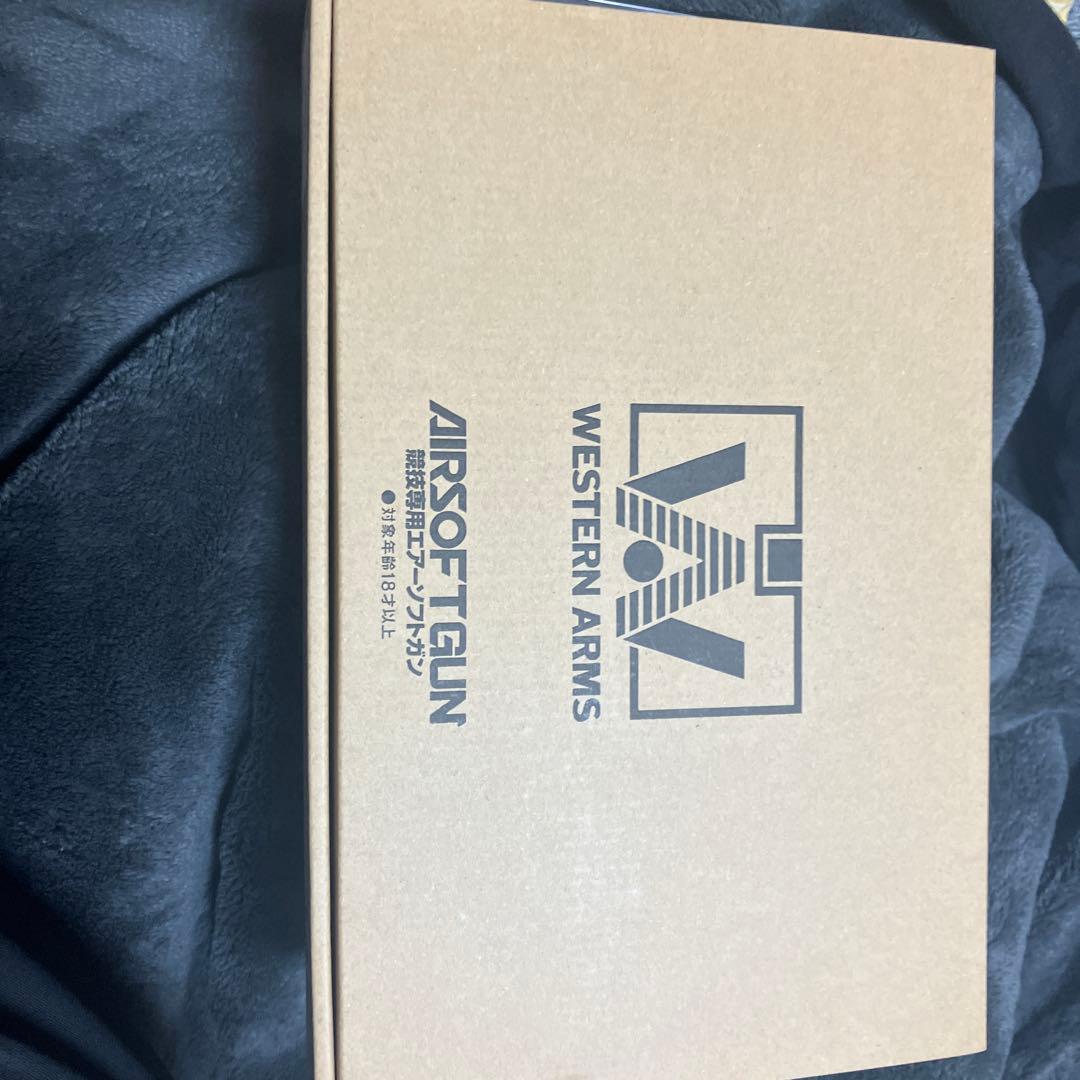 WESTERN ARMS
AIRSOFT GUN
競技専用エアーソフトガン
●対象年齢18才以上